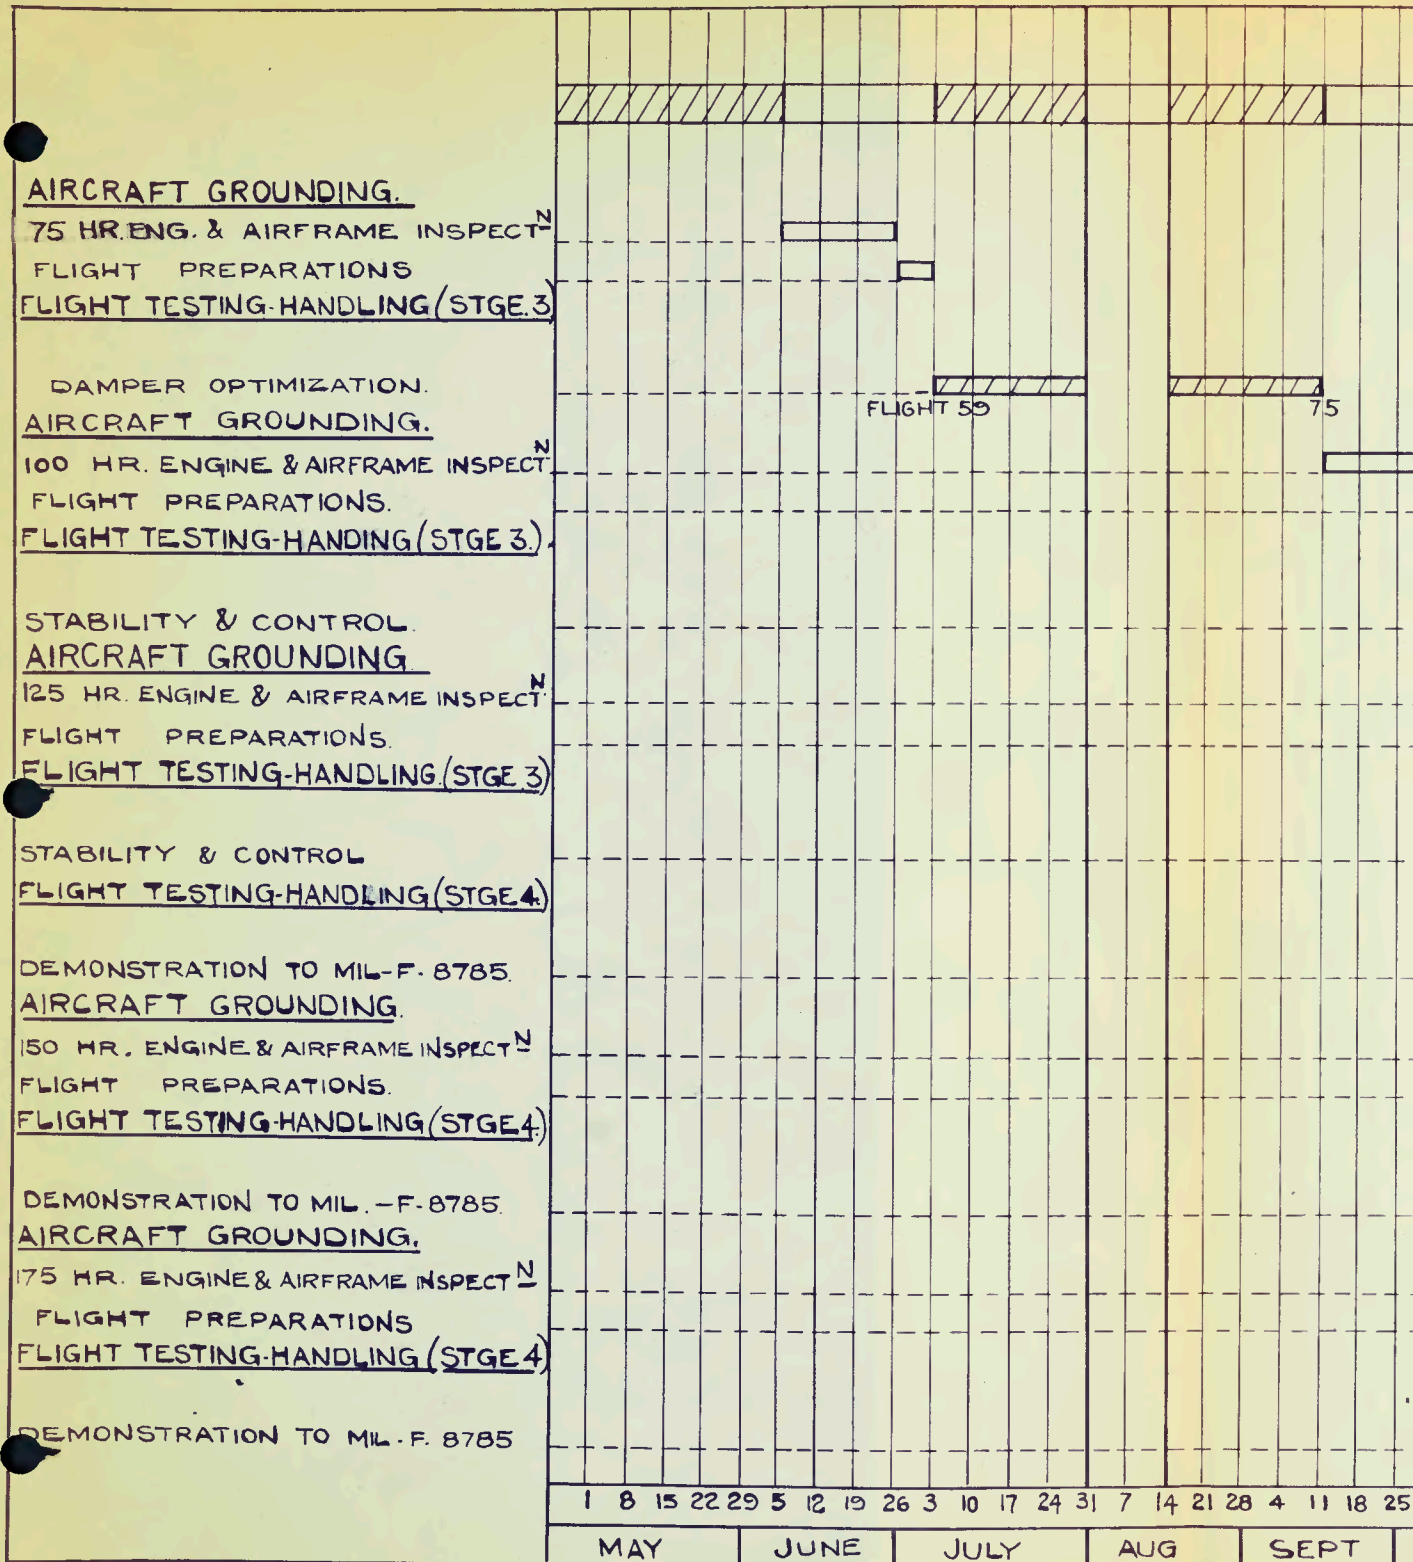 AIRCRAFT GROUNDING.
75 HR. ENG. & AIRFRAME INSPECTN
FLIGHT PREPARATIONS
FLIGHT TESTING-HANDLING (STGE.3)
DAMPER OPTIMIZATION.
FLIGHT 59 75
AIRCRAFT GROUNDING.
100 HR. ENGINE & AIRFRAME INSPECTN
FLIGHT PREPARATIONS.
FLIGHT TESTING-HANDING (STGE 3.)
STABILITY & CONTROL.
AIRCRAFT GROUNDING
125 HR. ENGINE & AIRFRAME INSPECTN
FLIGHT PREPARATIONS.
FLIGHT TESTING-HANDLING. (STGE.3)
STABILITY & CONTROL
FLIGHT TESTING-HANDLING (STGE 4.)
DEMONSTRATION TO MIL-F. 8785.
AIRCRAFT GROUNDING.
150 HR. ENGINE & AIRFRAME INSPECTN
FLIGHT PREPARATIONS.
FLIGHT TESTING-HANDLING (STGE 4.)
DEMONSTRATION TO MIL.-F-8785.
AIRCRAFT GROUNDING.
175 HR. ENGINE & AIRFRAME INSPECTN
FLIGHT PREPARATIONS
FLIGHT TESTING-HANDLING (STGE 4)
DEMONSTRATION TO MIL.-F. 8785
1 8 15 22 29 5 12 19 26 3 10 17 24 31 7 14 21 28 4 11 18 25
MAY JUNE JULY AUG SEPT